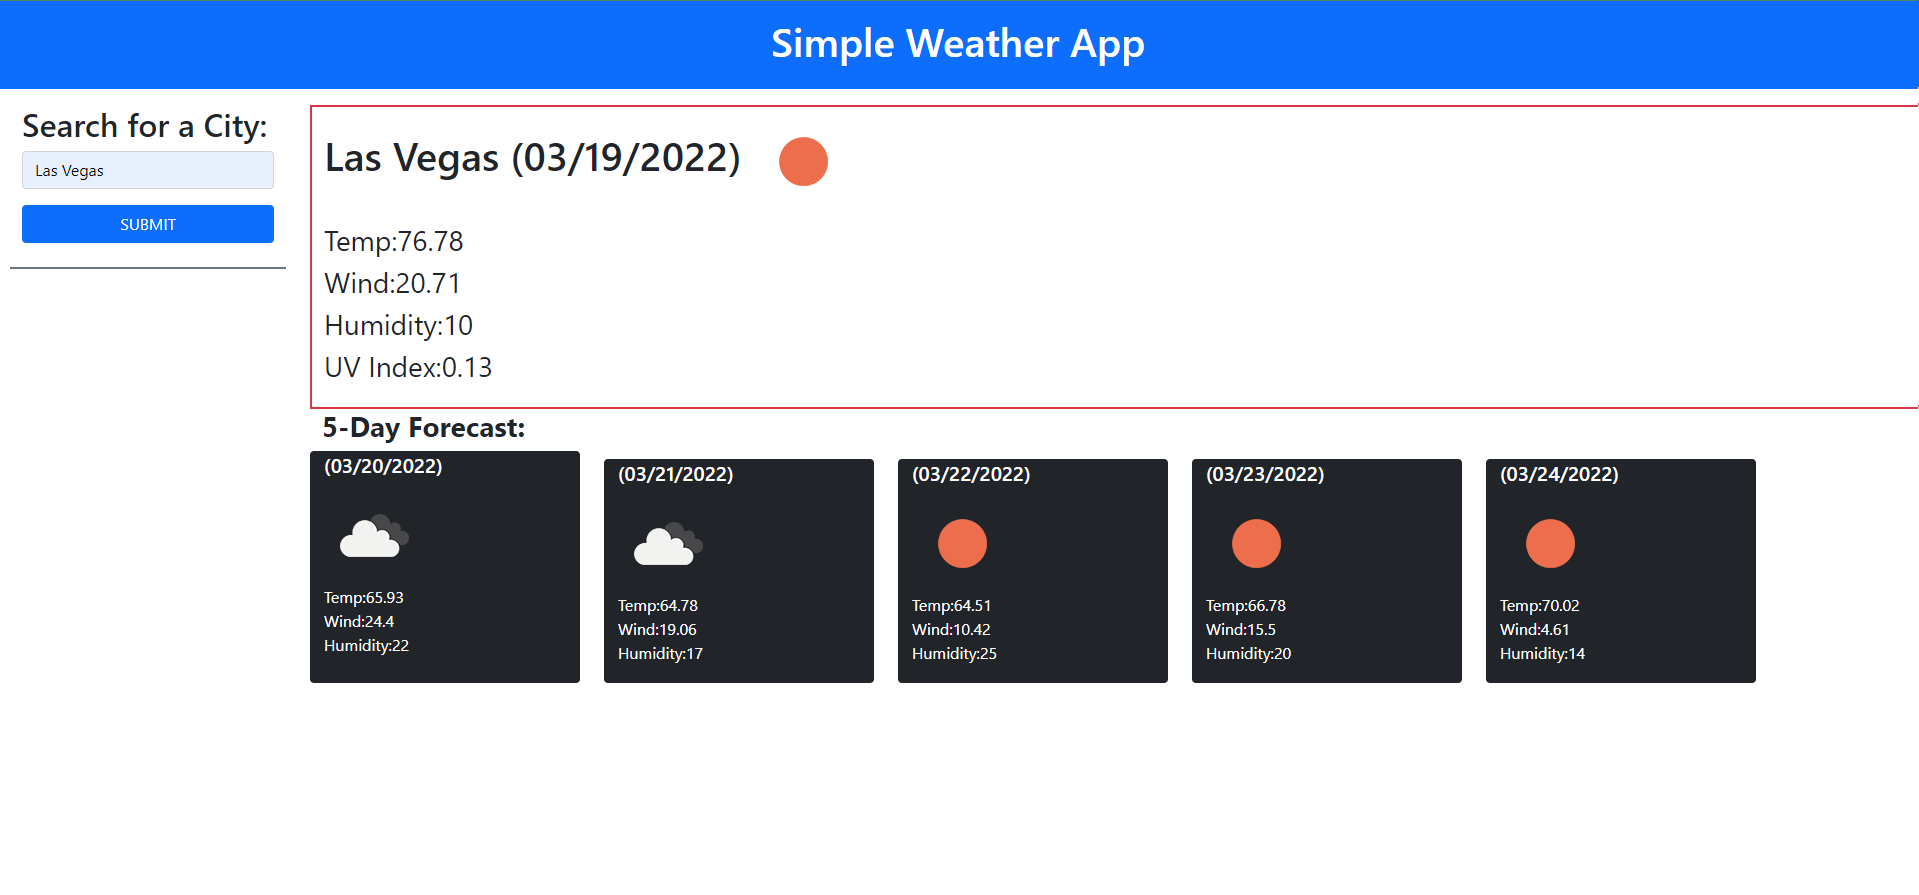 Simple Weather App
Search for a City:
Las Vegas
SUBMIT
Las Vegas (03/19/2022)
Temp:76.78
Wind:20.71
Humidity:10
UV Index:0.13
5-Day Forecast:
(03/20/2022)
Temp:65.93
Wind:24.4
Humidity:22
(03/21/2022)
Temp:64.78
Wind:19.06
Humidity:17
(03/22/2022)
Temp:64.51
Wind:10.42
Humidity:25
(03/23/2022)
Temp:66.78
Wind:15.5
Humidity:20
(03/24/2022)
Temp:70.02
Wind:4.61
Humidity:14